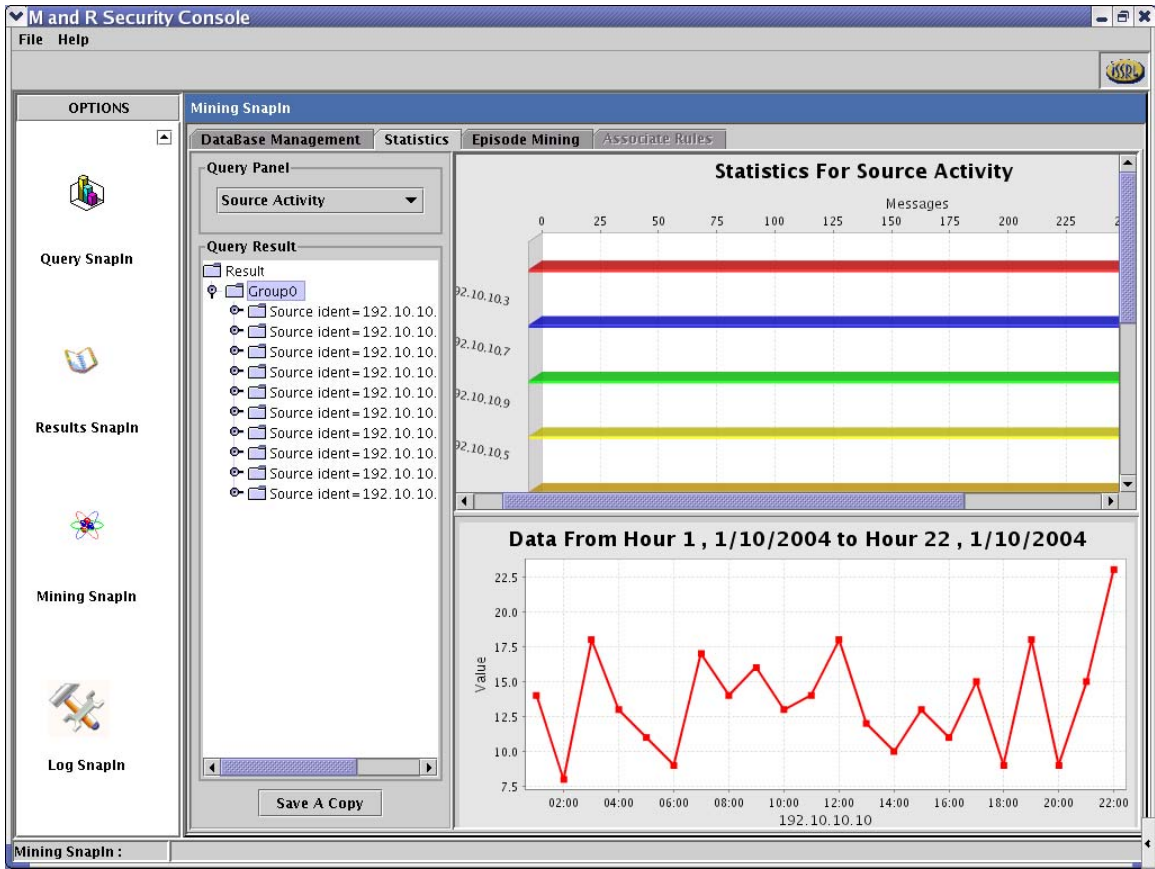 M and R Security Console
File Help
OPTIONS
Query SnapIn
Results SnapIn
Mining SnapIn
Log SnapIn
Mining SnapIn
DataBase Management Statistics Episode Mining Associate Rules
Query Panel
Source Activity
Query Result
Result
Group0
Source ident=192.10.10.
Source ident=192.10.10.
Source ident=192.10.10.
Source ident=192.10.10.
Source ident=192.10.10.
Source ident=192.10.10.
Source ident=192.10.10.
Source ident=192.10.10.
Source ident=192.10.10.
Source ident=192.10.10.
Save A Copy
Statistics For Source Activity
Messages
0 25 50 75 100 125 150 175 200 225 2
92.10.10.3
92.10.10.7
92.10.10.9
92.10.10.5
Data From Hour 1 , 1/10/2004 to Hour 22 , 1/10/2004
Value
22.5
20.0
17.5
15.0
12.5
10.0
7.5
02:00 04:00 06:00 08:00 10:00 12:00 14:00 16:00 18:00 20:00 22:00
192.10.10.10
Mining SnapIn :